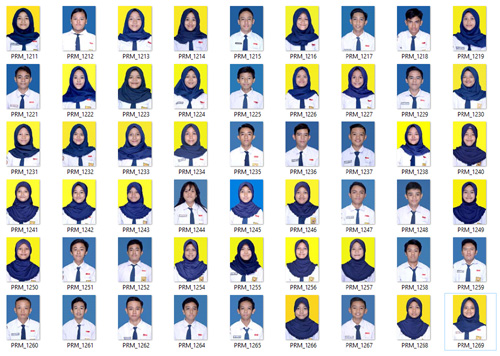 PRM_1211 PRM_1212 PRM_1213 PRM_1214 PRM_1215 PRM_1216 PRM_1217 PRM_1218 PRM_1219
PRM_1221 PRM_1222 PRM_1223 PRM_1224 PRM_1225 PRM_1226 PRM_1227 PRM_1229 PRM_1230
PRM_1231 PRM_1232 PRM_1233 PRM_1234 PRM_1235 PRM_1236 PRM_1237 PRM_1238 PRM_1240
PRM_1241 PRM_1242 PRM_1243 PRM_1244 PRM_1245 PRM_1246 PRM_1247 PRM_1248 PRM_1249
PRM_1250 PRM_1251 PRM_1252 PRM_1254 PRM_1255 PRM_1256 PRM_1257 PRM_1258 PRM_1259
PRM_1260 PRM_1261 PRM_1262 PRM_1264 PRM_1265 PRM_1266 PRM_1267 PRM_1268 PRM_1269